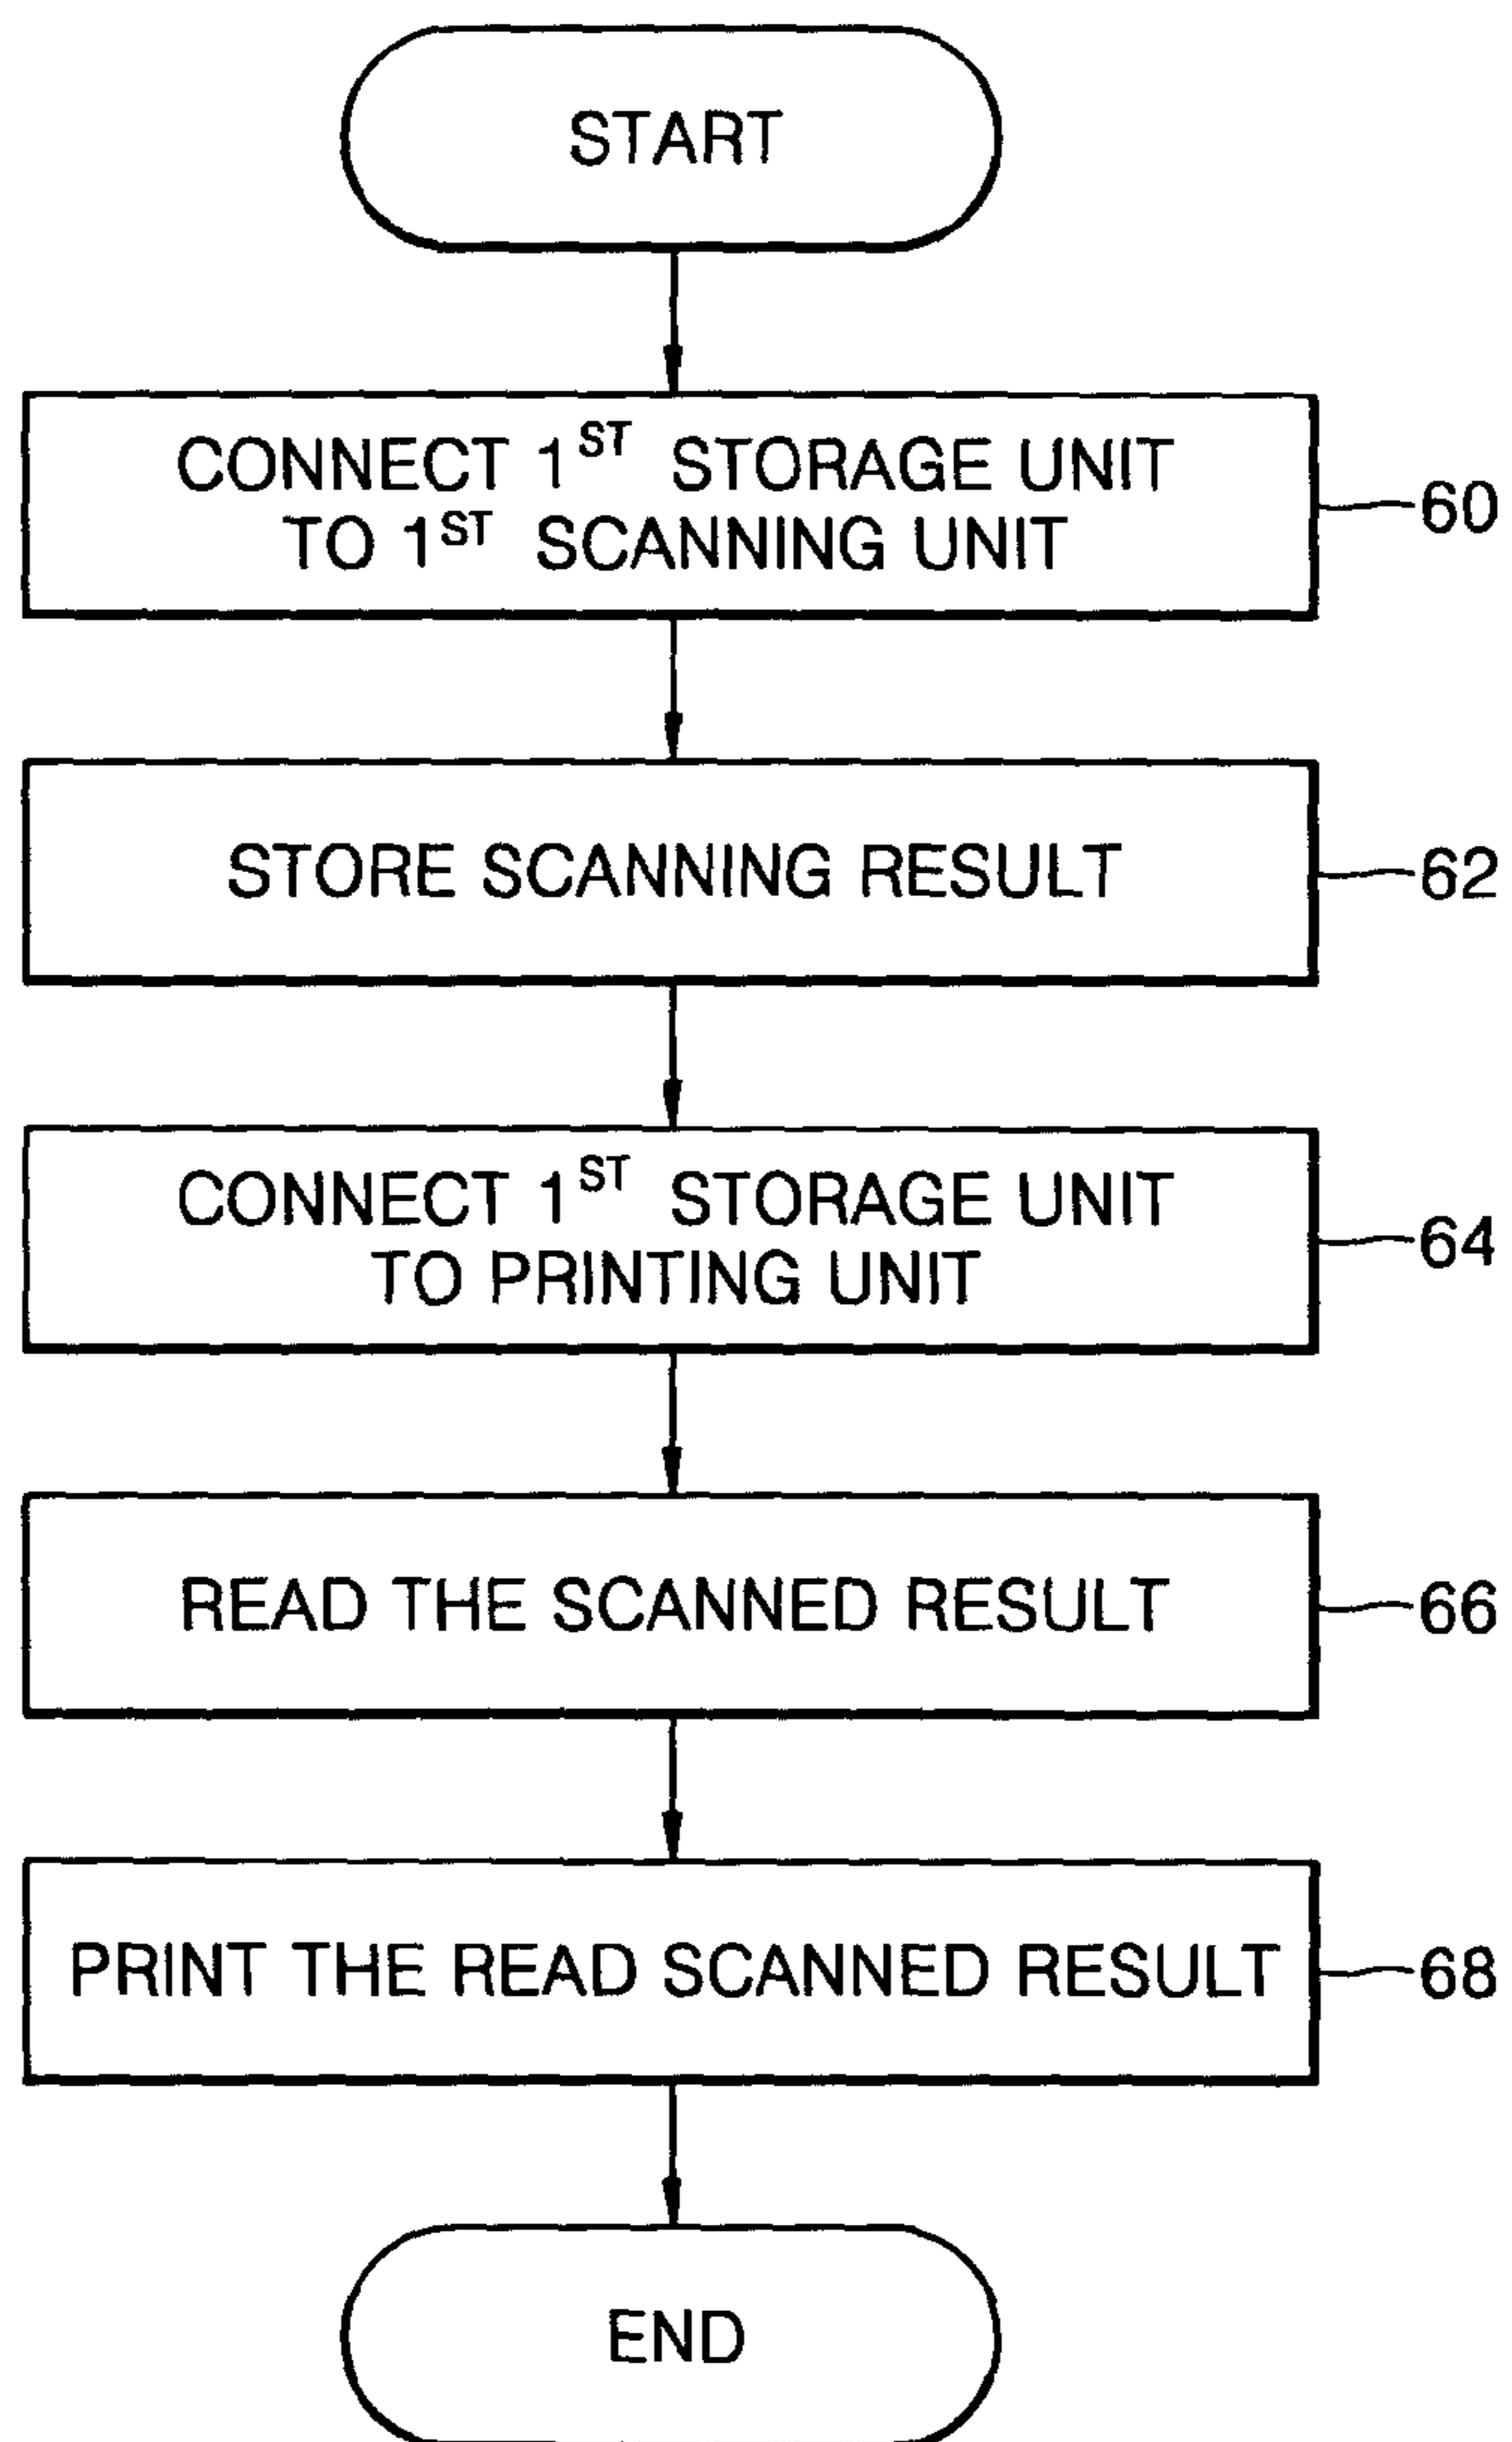 START
CONNECT 1ST STORAGE UNIT
TO 1ST SCANNING UNIT
60
STORE SCANNING RESULT
62
CONNECT 1ST STORAGE UNIT
TO PRINTING UNIT
64
READ THE SCANNED RESULT
66
PRINT THE READ SCANNED RESULT
68
END